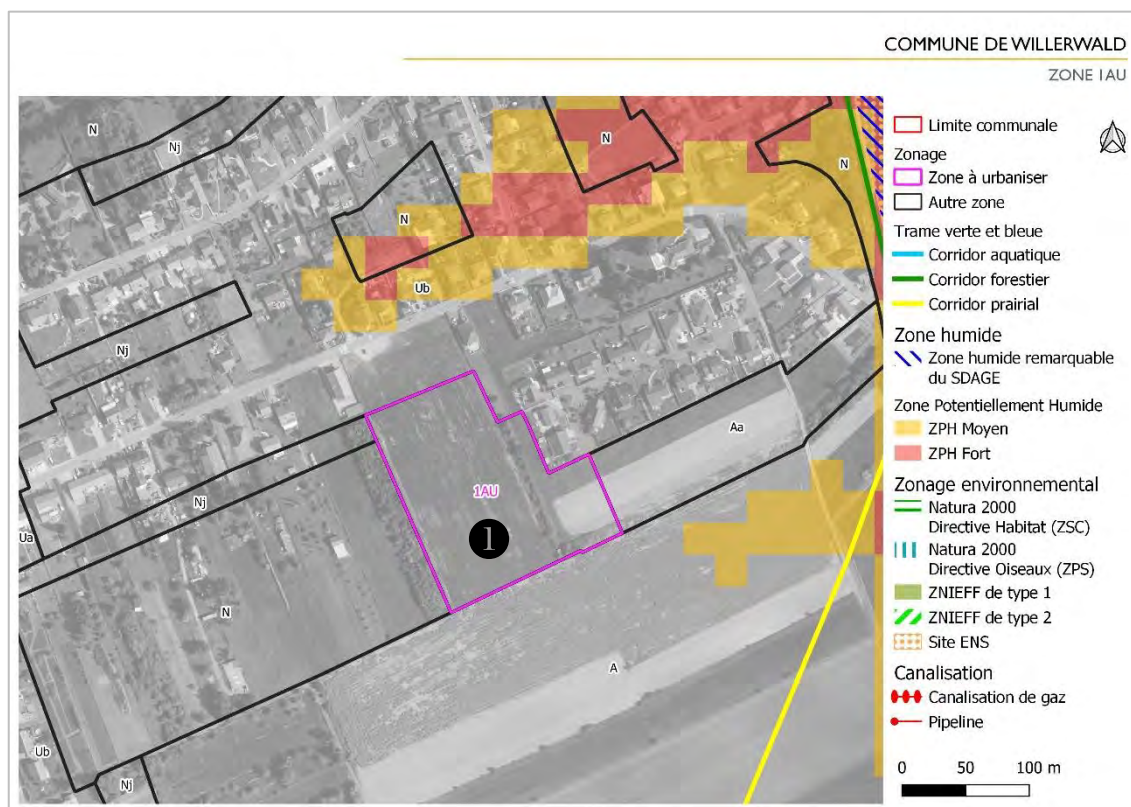 COMMUNE DE WILLERWALD
ZONE 1AU
N
Nj
N
N
N
Ub
Nj
Aa
1AU
Nj
1
Ua
N
A
Ub
Nj
Limite communale
Zonage
Zone à urbaniser
Autre zone
Trame verte et bleue
Corridor aquatique
Corridor forestier
Corridor prairial
Zone humide
Zone humide remarquable
du SDAGE
Zone Potentiellement Humide
ZPH Moyen
ZPH Fort
Zonage environnemental
Natura 2000
Directive Habitat (ZSC)
Natura 2000
Directive Oiseaux (ZPS)
ZNIEFF de type 1
ZNIEFF de type 2
Site ENS
Canalisation
Canalisation de gaz
Pipeline
0 50 100 m